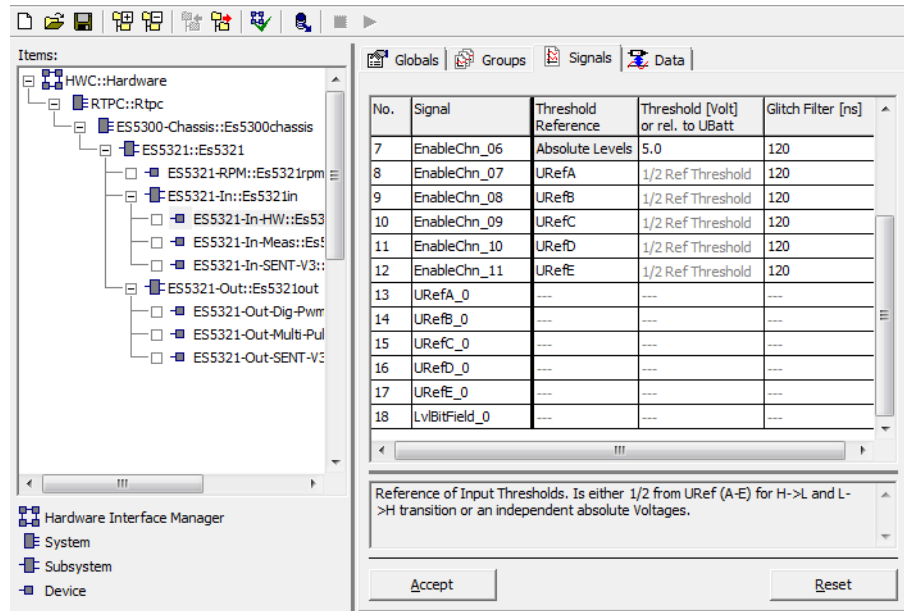 Items:
HWC::Hardware
RTPC::Rtpc
ES5300-Chassis::Es5300chassis
ES5321::Es5321
ES5321-RPM::Es5321rpm
ES5321-In::Es5321in
ES5321-In-HW::Es53
ES5321-In-Meas::Es5
ES5321-In-SENT-V3::
ES5321-Out::Es5321out
ES5321-Out-Dig-Pwm
ES5321-Out-Multi-Pul
ES5321-Out-SENT-V3
Hardware Interface Manager
System
Subsystem
Device
Globals Groups Signals Data
No. Signal Threshold Reference Threshold [Volt] or rel. to UBatt Glitch Filter [ns]
7 EnableChn_06 Absolute Levels 5.0 120
8 EnableChn_07 URefA 1/2 Ref Threshold 120
9 EnableChn_08 URefB 1/2 Ref Threshold 120
10 EnableChn_09 URefC 1/2 Ref Threshold 120
11 EnableChn_10 URefD 1/2 Ref Threshold 120
12 EnableChn_11 URefE 1/2 Ref Threshold 120
13 URefA_0 --- --- ---
14 URefB_0 --- --- ---
15 URefC_0 --- --- ---
16 URefD_0 --- --- ---
17 URefE_0 --- --- ---
18 LvlBitField_0 --- --- ---
Reference of Input Thresholds. Is either 1/2 from URef (A-E) for H->L and L-
>H transition or an independent absolute Voltages.
Accept Reset